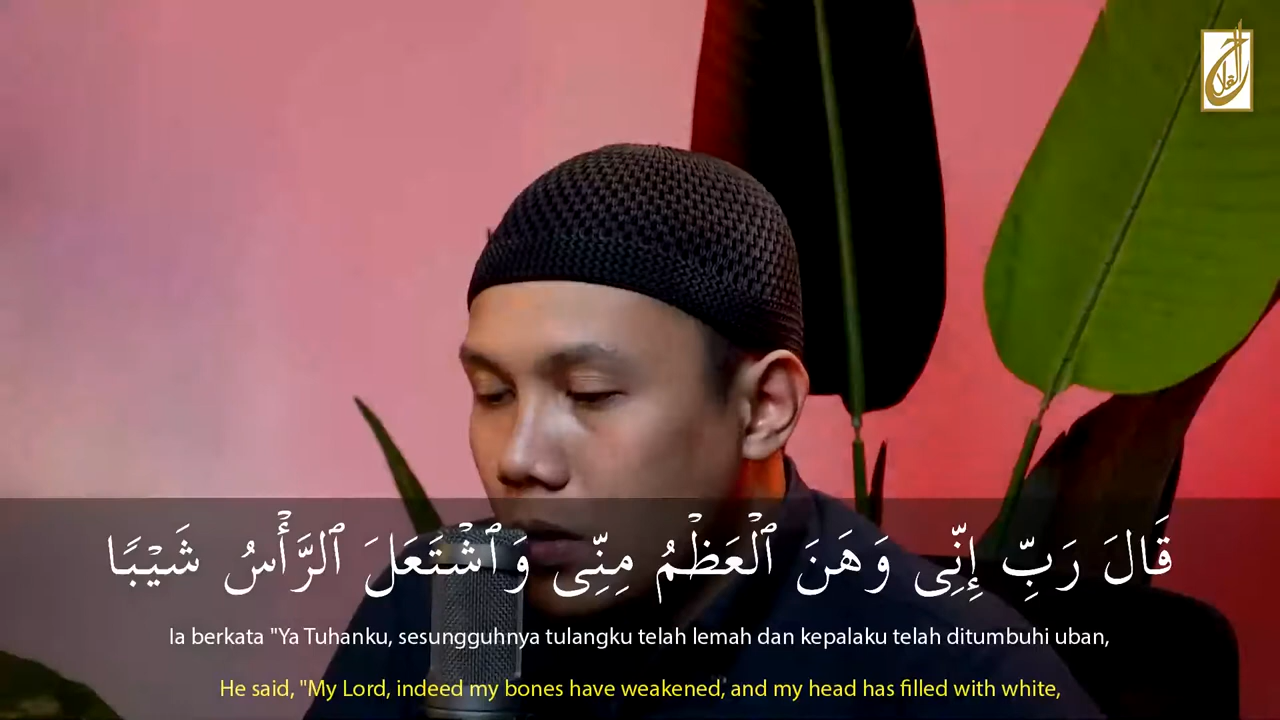 قَالَ رَبِّ إِنِّى وَهَنَ ٱلْعَظْمُ مِنِّى وَٱشْتَعَلَ ٱلرَّأْسُ شَيْبًا
Ia berkata "Ya Tuhanku, sesungguhnya tulangku telah lemah dan kepalaku telah ditumbuhi uban,
He said, "My Lord, indeed my bones have weakened, and my head has filled with white,